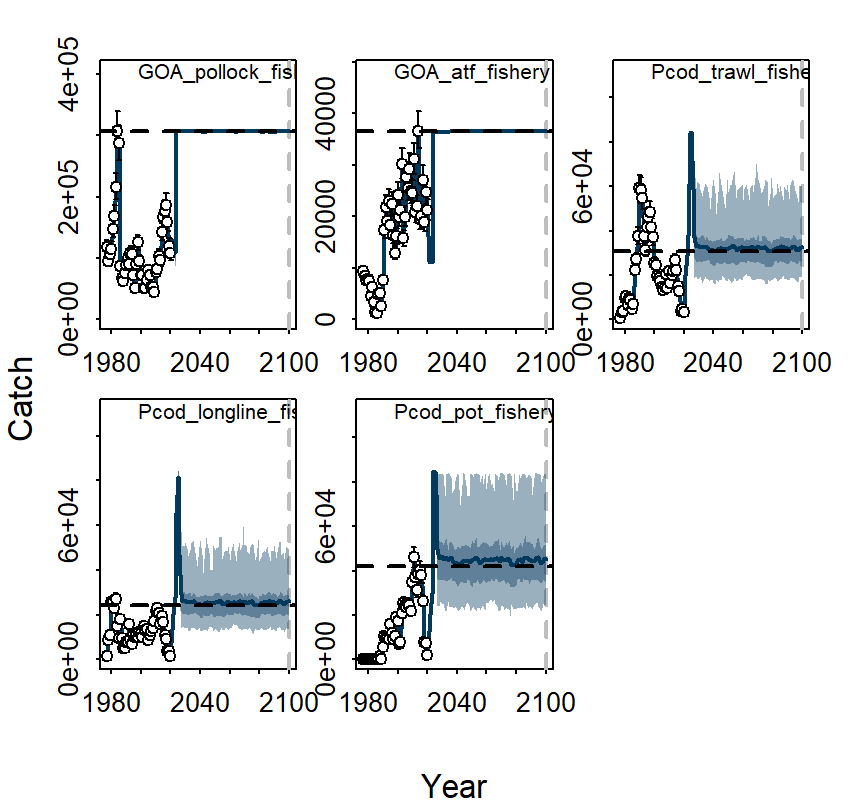 GOA_pollock_fisl
GOA_atf_fishery
Pcod_trawl_fishe
0e+00 2e+05 4e+05
0 20000 40000
0e+00 6e+04
1980 2040 2100
1980 2040 2100
1980 2040 2100
Catch
Pcod_longline_fis
Pcod_pot_fishery
0e+00 6e+04
0e+00 6e+04
1980 2040 2100
1980 2040 2100
Year